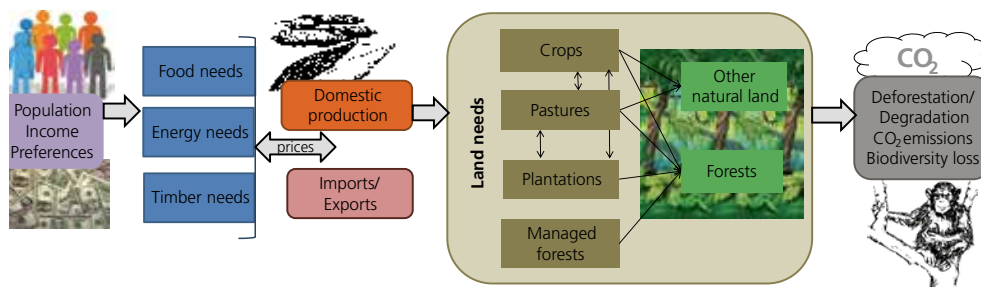 Population
Income
Preferences
Food needs
Energy needs
Timber needs
prices
Domestic
production
Imports/
Exports
Land needs
Crops
Pastures
Plantations
Managed
forests
Other
natural land
Forests
CO2
Deforestation/
Degradation
CO2 emissions
Biodiversity loss